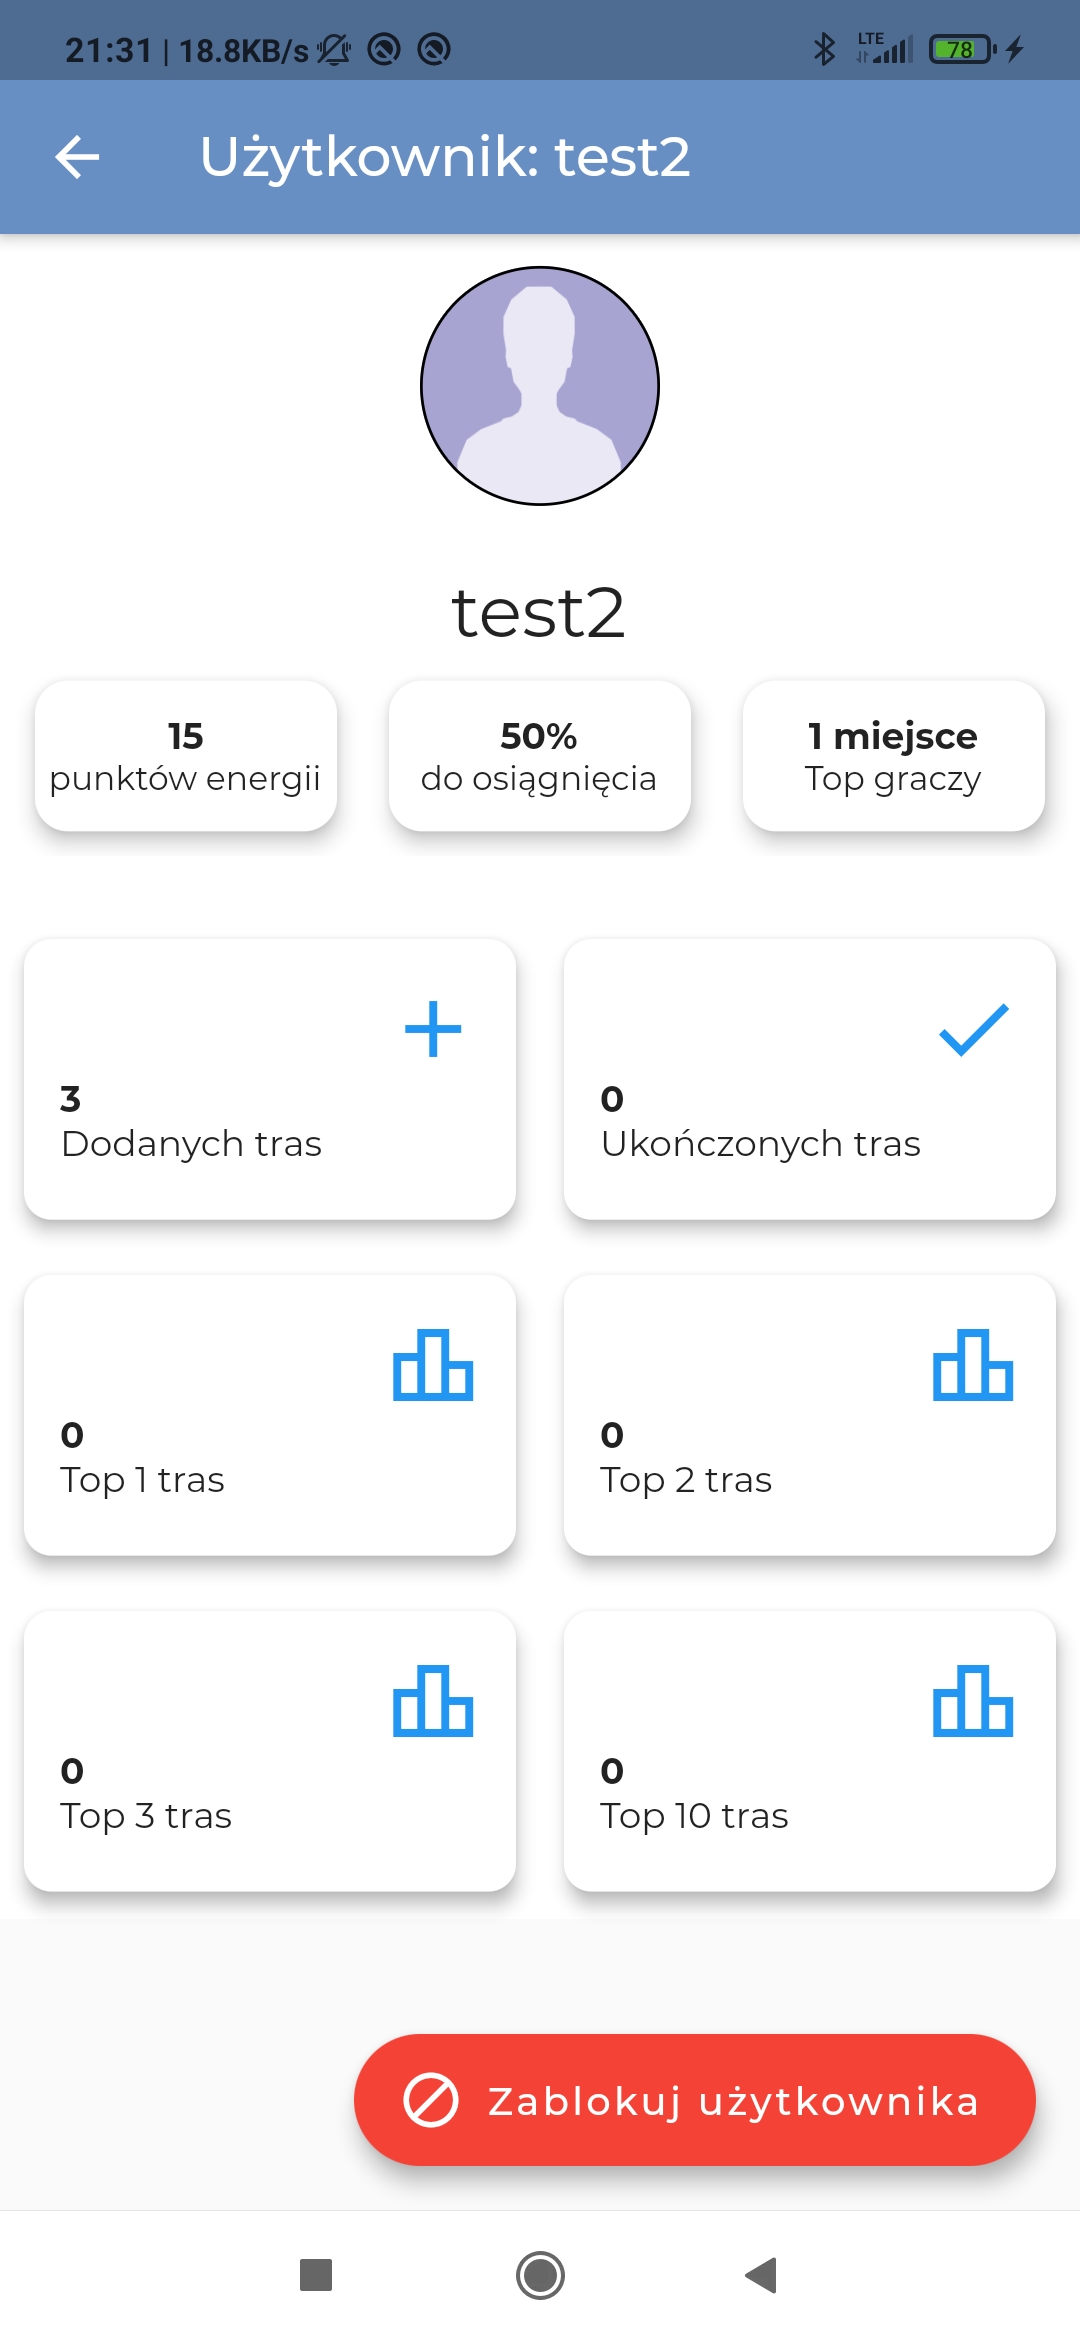 21:31 | 18.8KB/s LTE 78
Użytkownik: test2
test2
15
punktów energii
50%
do osiągnięcia
1 miejsce
Top graczy
3
Dodanych tras
0
Ukończonych tras
0
Top 1 tras
0
Top 2 tras
0
Top 3 tras
0
Top 10 tras
Zablokuj użytkownika